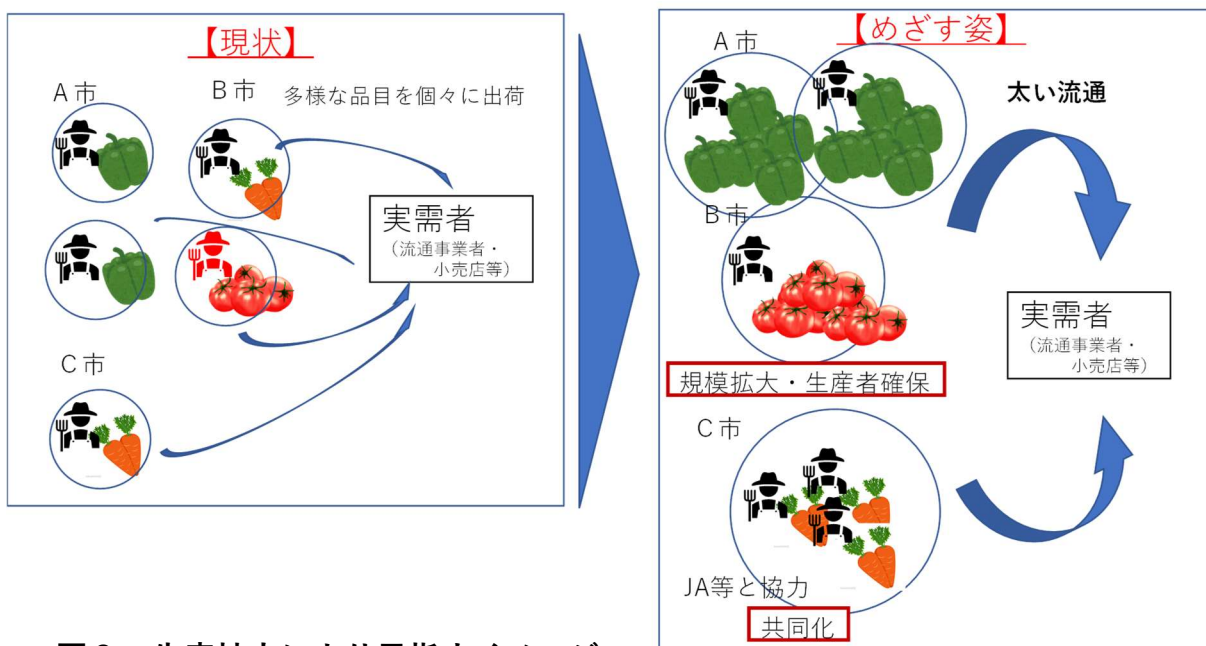 【現状】
A市
B市
多様な品目を個々に出荷
実需者
(流通事業者・
小売店等)
C市
【めざす姿】
A市
太い流通
B市
実需者
(流通事業者・
小売店等)
規模拡大・生産者確保
C市
JA等と協力
共同化